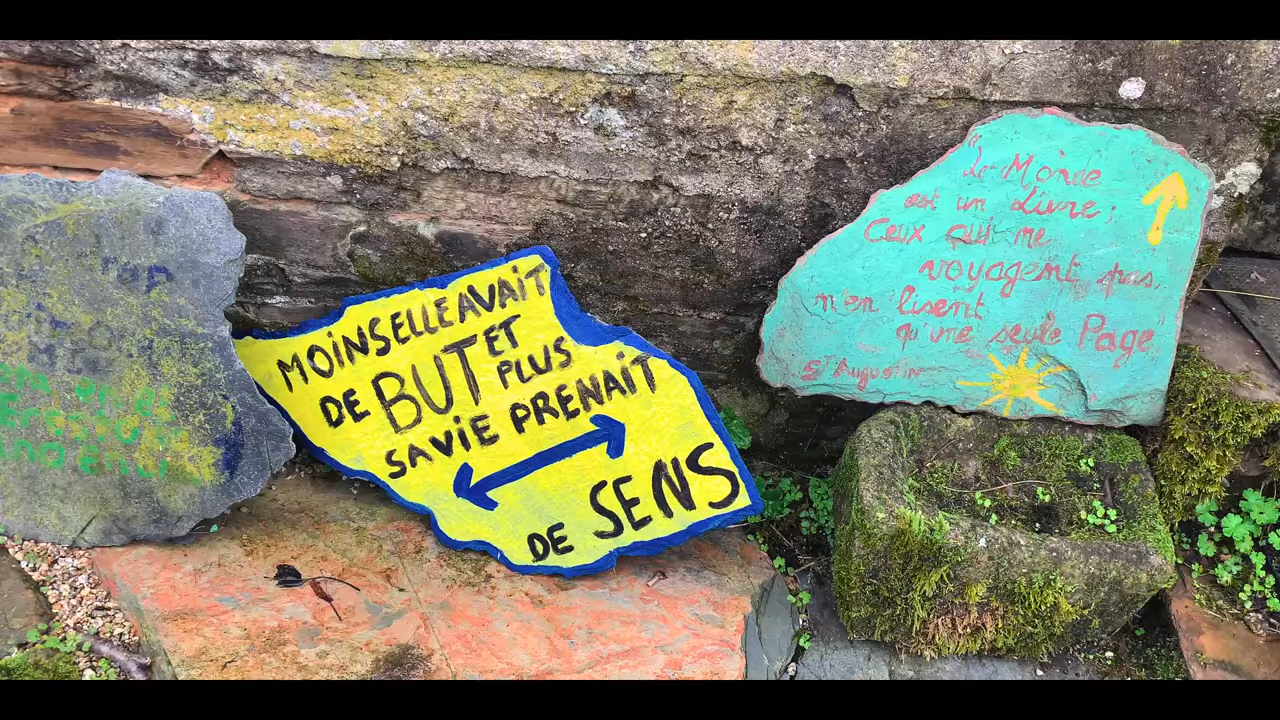 MOINS ELLE AVAIT
DE BUT ET
PLUS
SA VIE PRENAIT
DE SENS
"Le Monde
est un Livre;
Ceux qui ne
voyagent pas,
n'en lisent
qu'une seule Page"
St Augustin